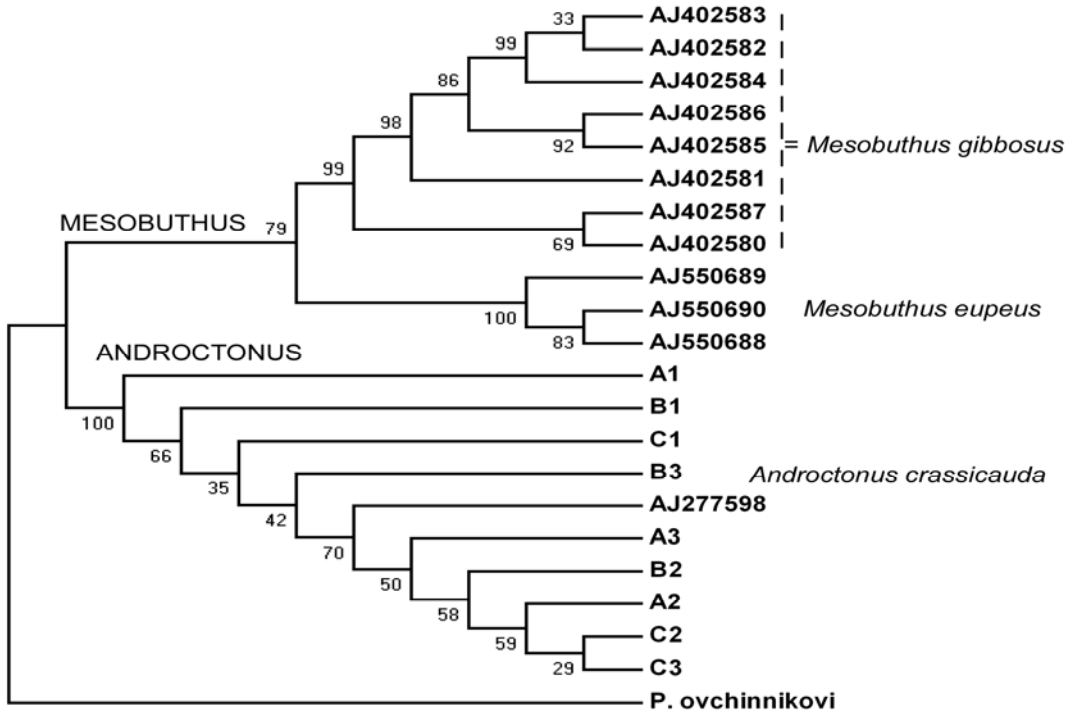 33
AJ402583
99
AJ402582
86
AJ402584
98
AJ402586
92
AJ402585
= Mesobuthus gibbosus
99
AJ402581
MESOBUTHUS
79
AJ402587
69
AJ402580
AJ550689
100
AJ550690
Mesobuthus eupeus
83
AJ550688
ANDROCTONUS
A1
100
B1
66
C1
35
B3
Androctonus crassicauda
42
AJ277598
70
A3
50
B2
58
A2
59
C2
29
C3
P. ovchinnikovi